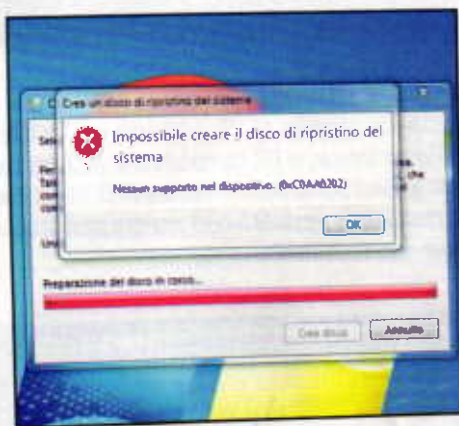 Crea un disco di ripristino del sistema
Impossibile creare il disco di ripristino del
sistema
Nessun supporto nel dispositivo. (0xC0AA0202)
OK
Preparazione del disco in corso...
Crea disco
Annulla